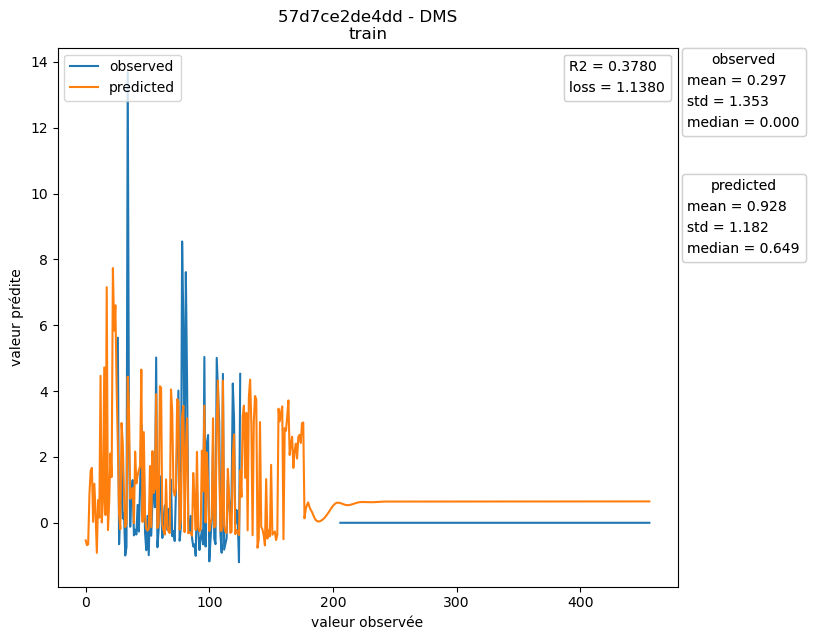 57d7ce2de4dd - DMS
train
observed
predicted
R2 = 0.3780
loss = 1.1380
observed
mean = 0.297
std = 1.353
median = 0.000
predicted
mean = 0.928
std = 1.182
median = 0.649
valeur prédite
14
12
10
8
6
4
2
0
0 100 200 300 400
valeur observée